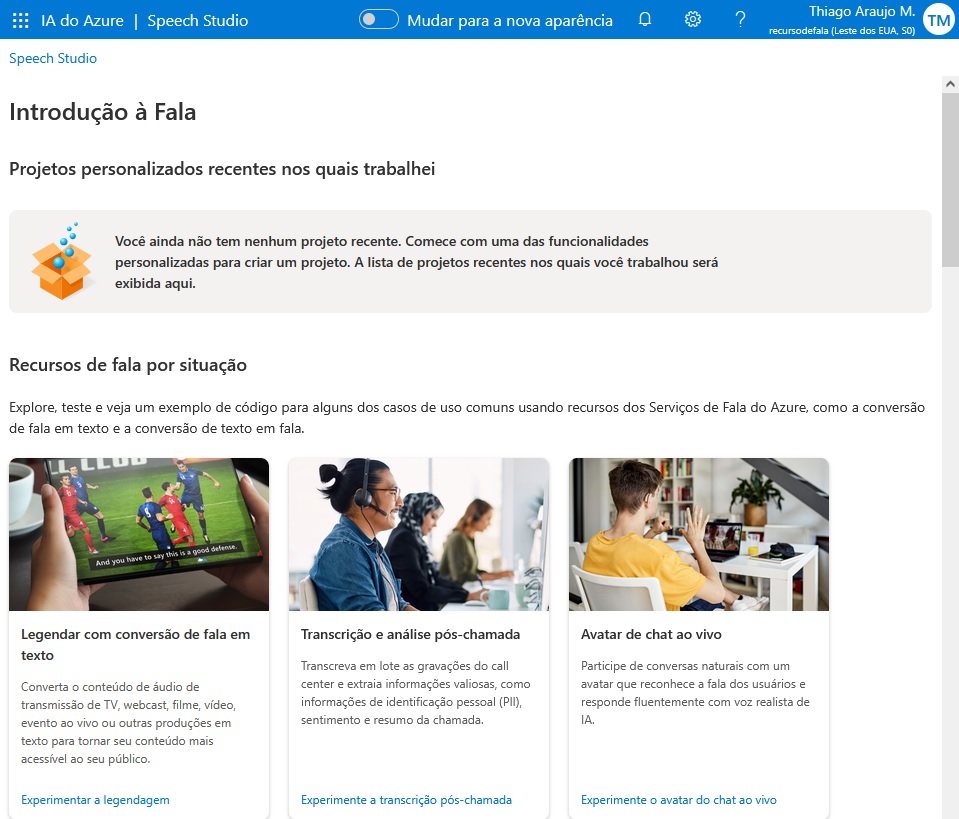 IA do Azure | Speech Studio
Mudar para a nova aparência
?
Thiago Araujo M.
recursodefala (Leste dos EUA, S0)
TM
Speech Studio
Introdução à Fala
Projetos personalizados recentes nos quais trabalhei
Você ainda não tem nenhum projeto recente. Comece com uma das funcionalidades
personalizadas para criar um projeto. A lista de projetos recentes nos quais você trabalhou será
exibida aqui.
Recursos de fala por situação
Explore, teste e veja um exemplo de código para alguns dos casos de uso comuns usando recursos dos Serviços de Fala do Azure, como a conversão
de fala em texto e a conversão de texto em fala.
And you have to say this is a good defense.
Legendar com conversão de fala em
texto
Converta o conteúdo de áudio de
transmissão de TV, webcast, filme, vídeo,
evento ao vivo ou outras produções em
texto para tornar seu conteúdo mais
acessível ao seu público.
Experimentar a legendagem
Transcrição e análise pós-chamada
Transcreva em lote as gravações do call
center e extraia informações valiosas, como
informações de identificação pessoal (PII),
sentimento e resumo da chamada.
Experimente a transcrição pós-chamada
Avatar de chat ao vivo
Participe de conversas naturais com um
avatar que reconhece a fala dos usuários e
responde fluentemente com voz realista de
IA.
Experimente o avatar do chat ao vivo